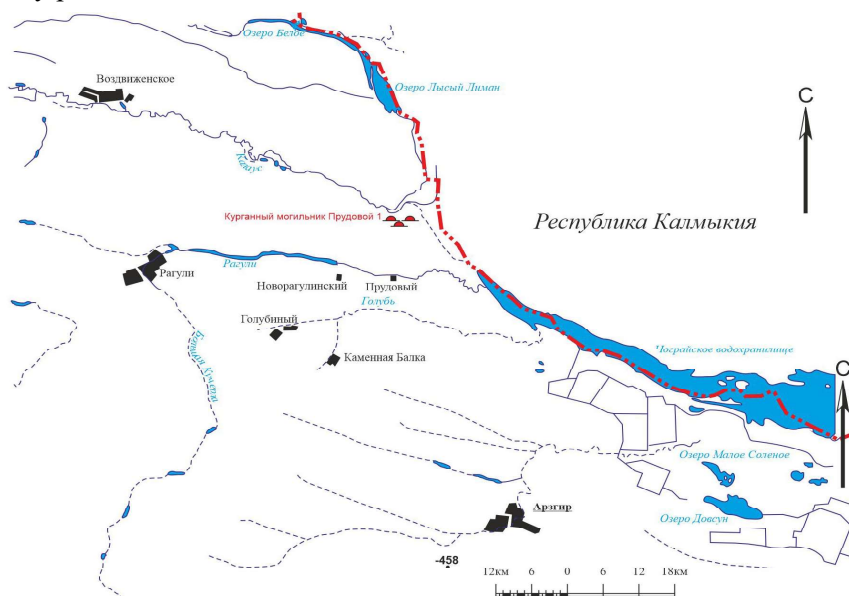 Озеро Белое
Озеро Лысый Лиман
Воздвиженское
С
Калаус
Курганный могильник Прудовой 1
Республика Калмыкия
Рагули
Рагули
Новорагулинский
Прудовый
Голубь
Голубиный
Каменная Балка
Чограйское водохранилище
С
Озеро Малое Соленое
Арзгир
Озеро Довсун
-458
12км 6 0 6 12 18км